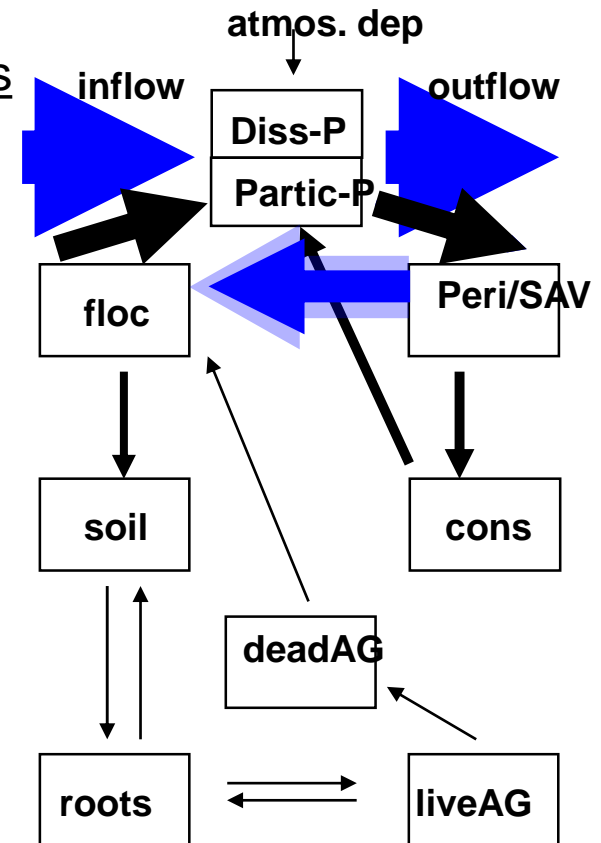 atmos. dep
s
inflow
outflow
Diss-P
Partic-P
floc
Peri/SAV
soil
cons
deadAG
roots
liveAG